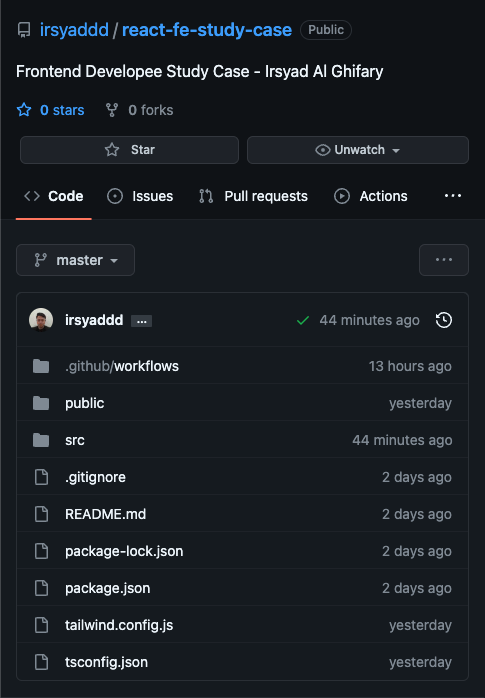 irsyaddd / react-fe-study-case Public
Frontend Developee Study Case - Irsyad Al Ghifary
0 stars 0 forks
Star Unwatch
Code Issues Pull requests Actions ...
master ...
irsyaddd ... 44 minutes ago
.github/workflows 13 hours ago
public yesterday
src 44 minutes ago
.gitignore 2 days ago
README.md 2 days ago
package-lock.json 2 days ago
package.json 2 days ago
tailwind.config.js yesterday
tsconfig.json yesterday